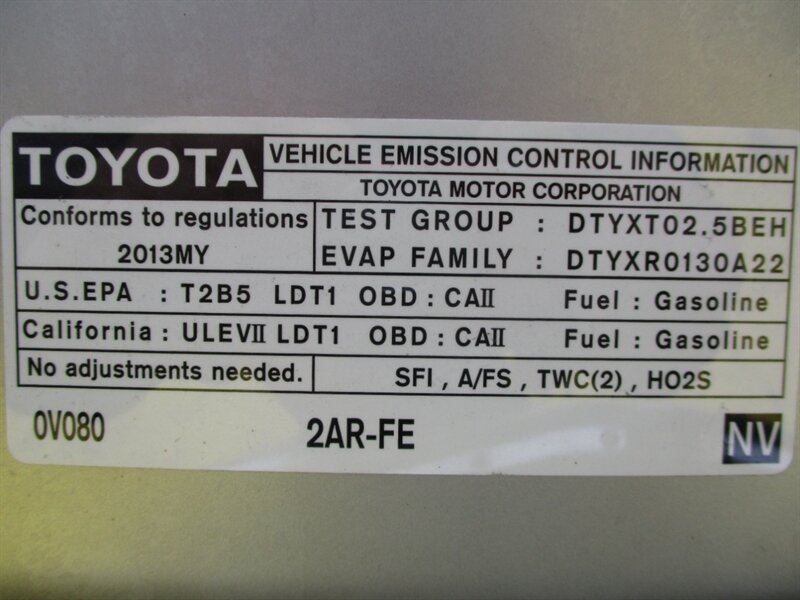 TOYOTA VEHICLE EMISSION CONTROL INFORMATION
TOYOTA MOTOR CORPORATION
Conforms to regulations
2013MY
TEST GROUP : DTYXT02.5BEH
EVAP FAMILY : DTYXR0130A22
U.S.EPA : T2B5 LDT1 OBD : CAII Fuel : Gasoline
California : ULEVII LDT1 OBD : CAII Fuel : Gasoline
No adjustments needed. SFI , A/FS , TWC(2) , HO2S
0V080 2AR-FE NV